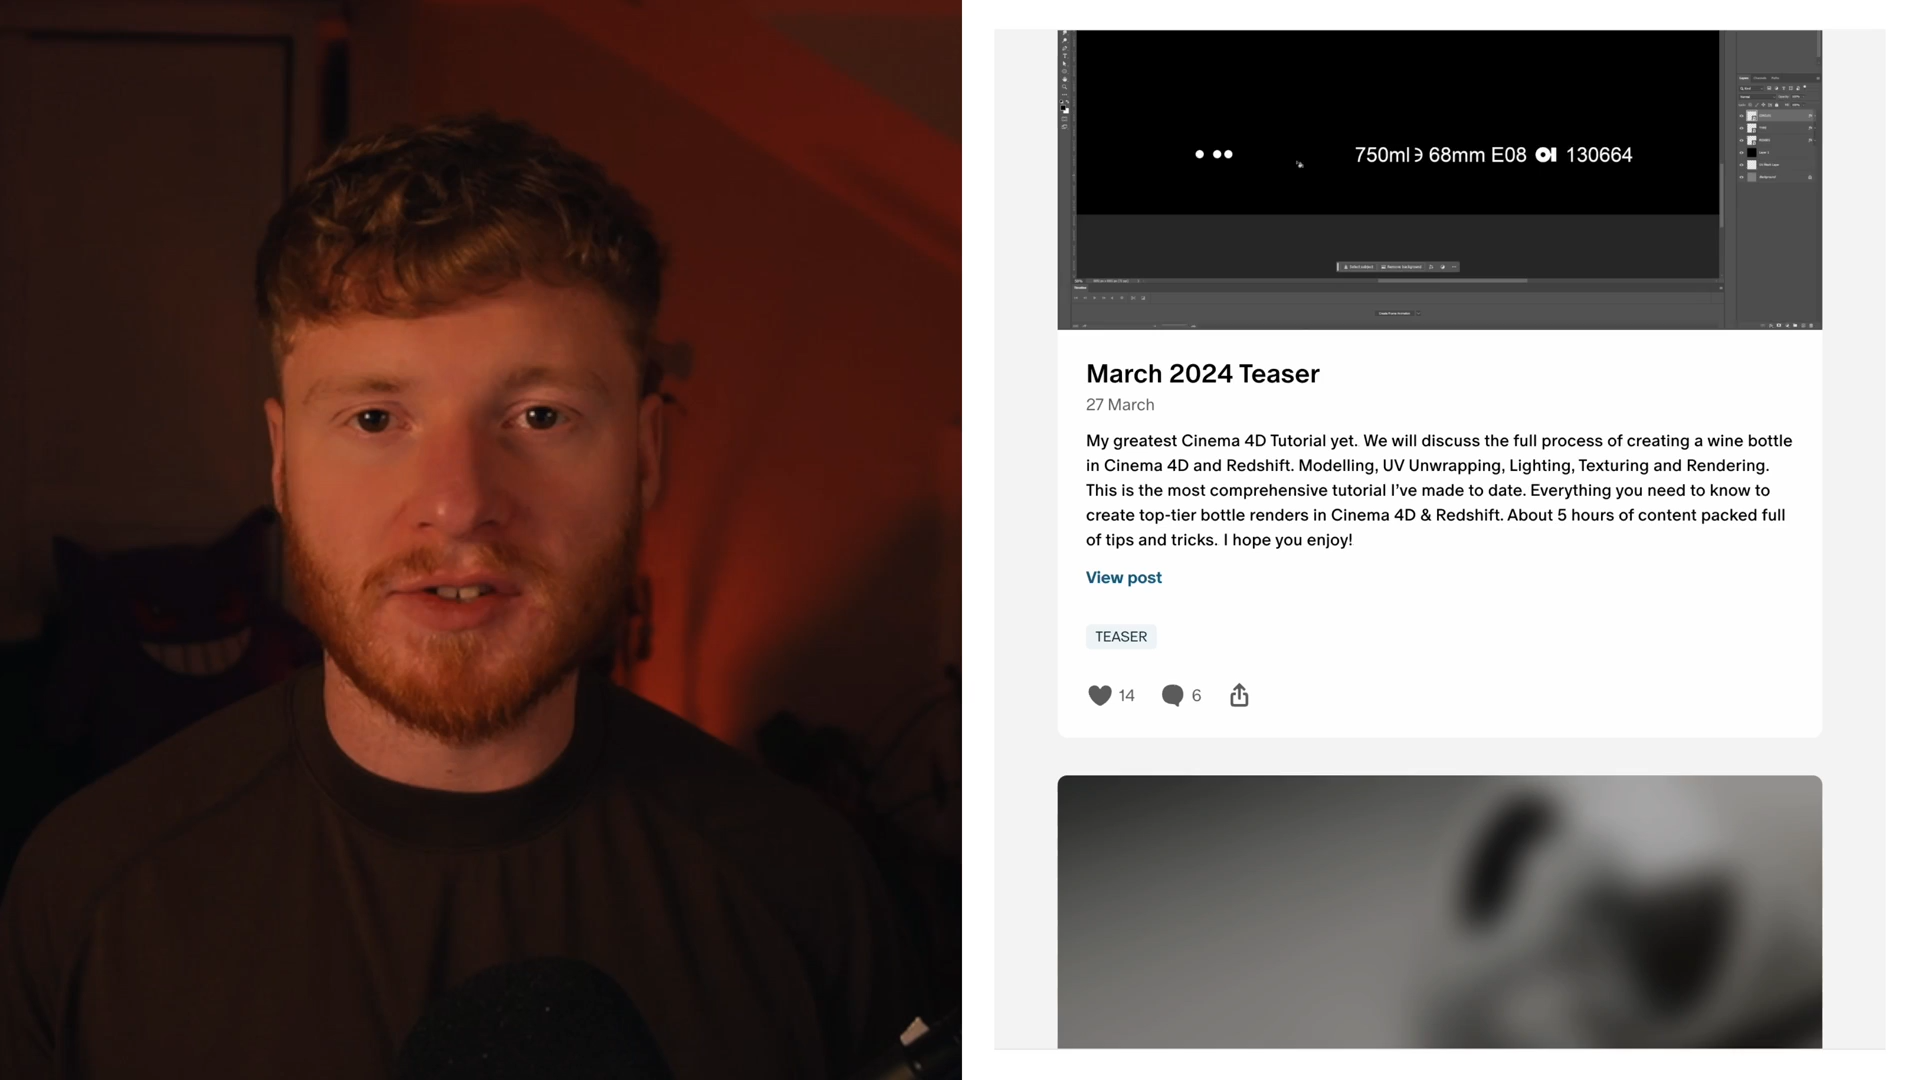 750ml 68mm E08 130664
March 2024 Teaser
27 March
My greatest Cinema 4D Tutorial yet. We will discuss the full process of creating a wine bottle
in Cinema 4D and Redshift. Modelling, UV Unwrapping, Lighting, Texturing and Rendering.
This is the most comprehensive tutorial I’ve made to date. Everything you need to know to
create top-tier bottle renders in Cinema 4D & Redshift. About 5 hours of content packed full
of tips and tricks. I hope you enjoy!
View post
TEASER
14 6